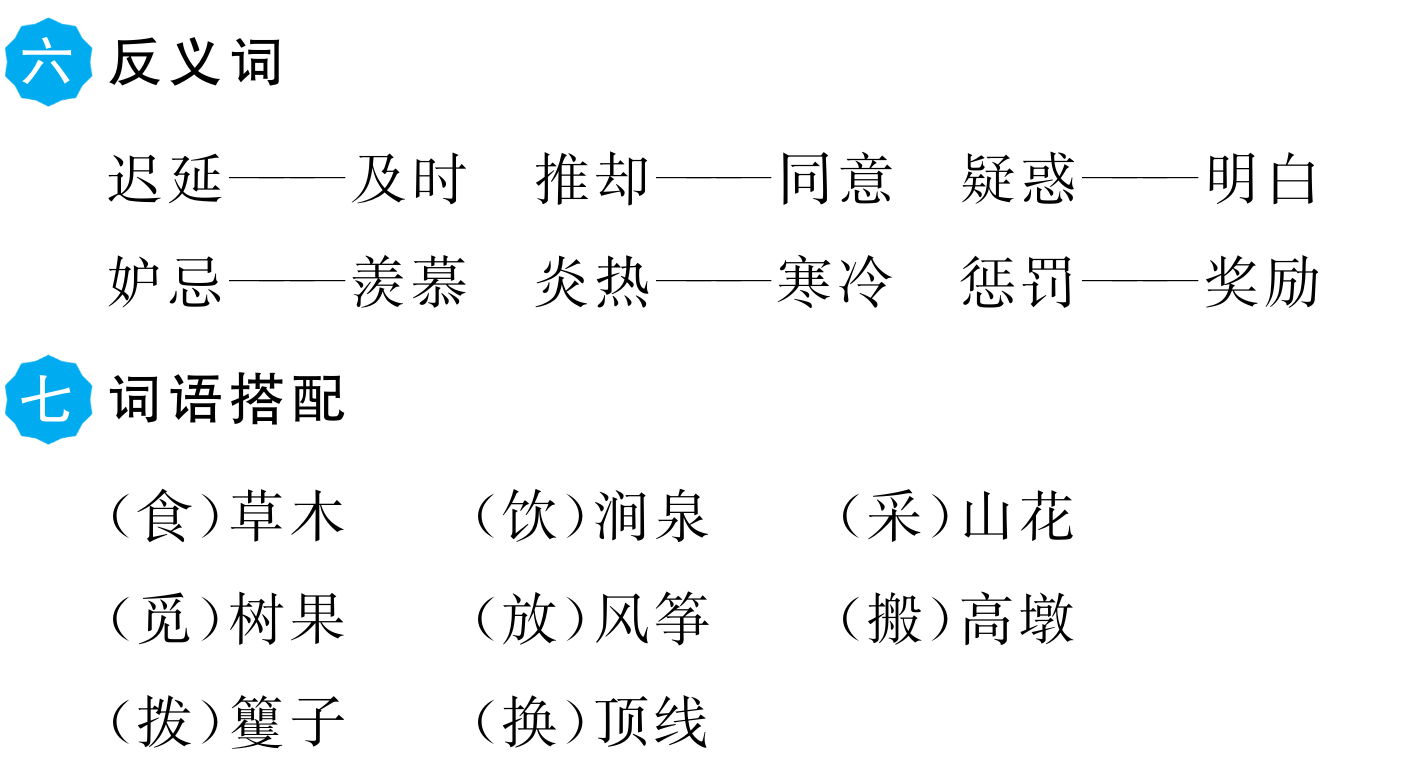 六 反义词
迟延——及时 推却——同意 疑惑——明白
妒忌——羡慕 炎热——寒冷 惩罚——奖励
七 词语搭配
（食）草木 （饮）涧泉 （采）山花
（觅）树果 （放）风筝 （搬）高墩
（拨）籰子 （换）顶线